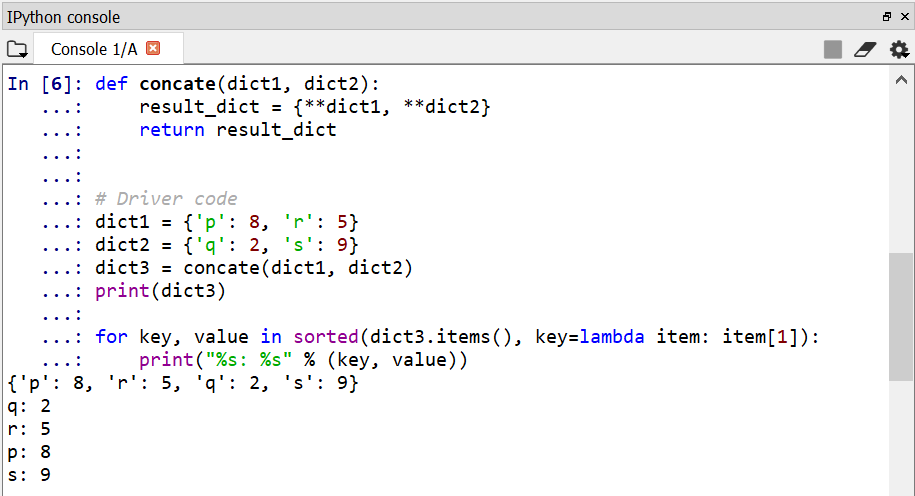 IPython console
Console 1/A
In [6]: def concate(dict1, dict2):
   ...:     result_dict = {**dict1, **dict2}
   ...:     return result_dict
   ...:
   ...:
   ...: # Driver code
   ...: dict1 = {'p': 8, 'r': 5}
   ...: dict2 = {'q': 2, 's': 9}
   ...: dict3 = concate(dict1, dict2)
   ...: print(dict3)
   ...:
   ...: for key, value in sorted(dict3.items(), key=lambda item: item[1]):
   ...:     print("%s: %s" % (key, value))
{'p': 8, 'r': 5, 'q': 2, 's': 9}
q: 2
r: 5
p: 8
s: 9